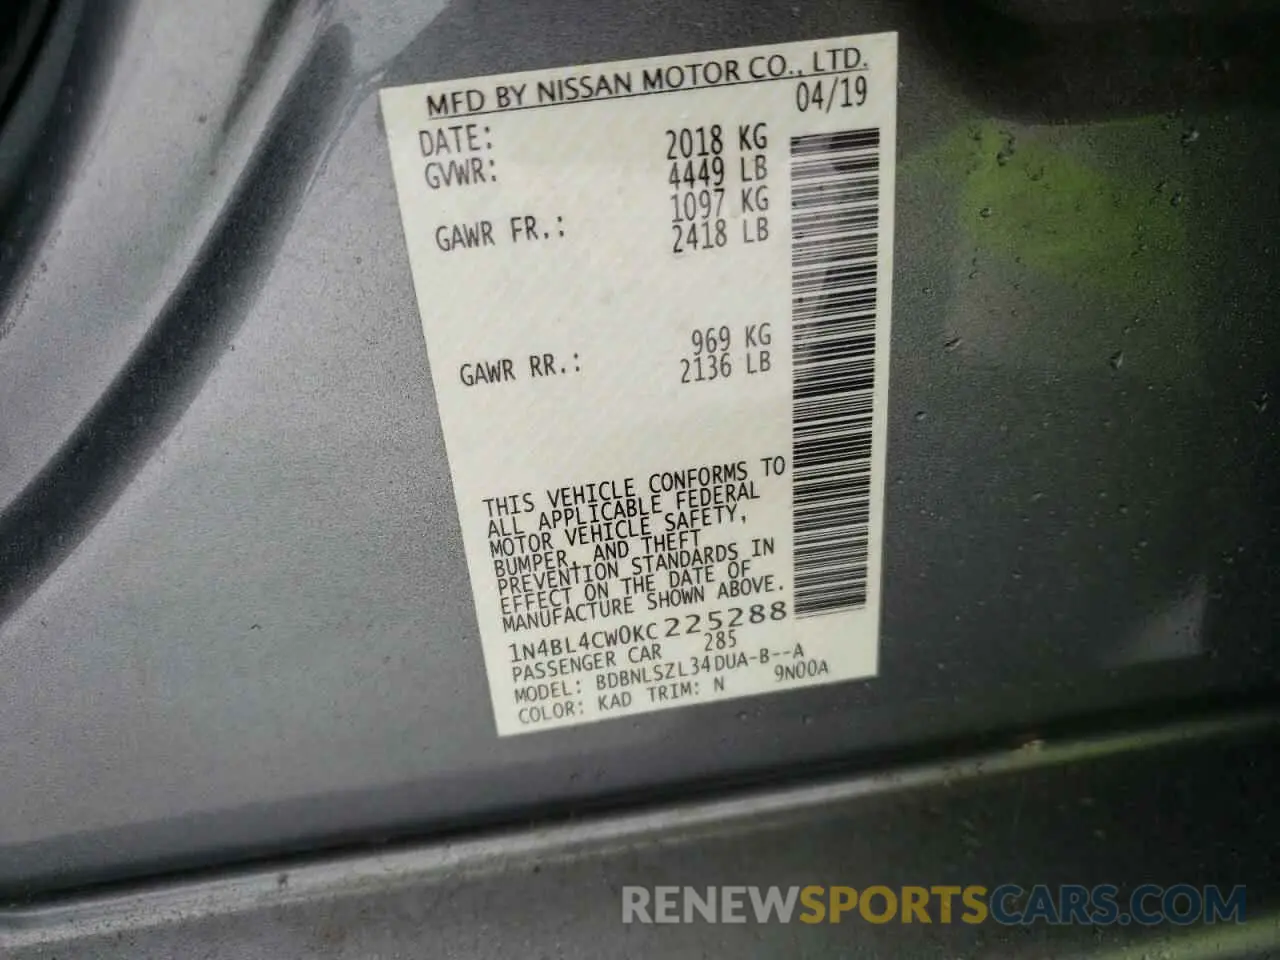 MFD BY NISSAN MOTOR CO., LTD.
DATE: 04/19
GVWR: 2018 KG
4449 LB
GAWR FR.: 1097 KG
2418 LB
GAWR RR.: 969 KG
2136 LB
THIS VEHICLE CONFORMS TO
ALL APPLICABLE FEDERAL
MOTOR VEHICLE SAFETY,
BUMPER, AND THEFT
PREVENTION STANDARDS IN
EFFECT ON THE DATE OF
MANUFACTURE SHOWN ABOVE.
1N4BL4CW0KC225288
PASSENGER CAR 285
MODEL: BDBNLSZL34DUA-B--A
COLOR: KAD TRIM: N 9N00A
RENEWSPORTSCARS.COM